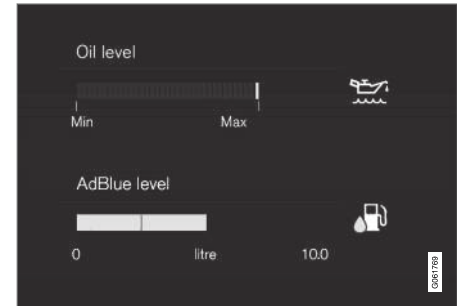 Oil level
Min Max
AdBlue level
0 litre 10.0
G061769